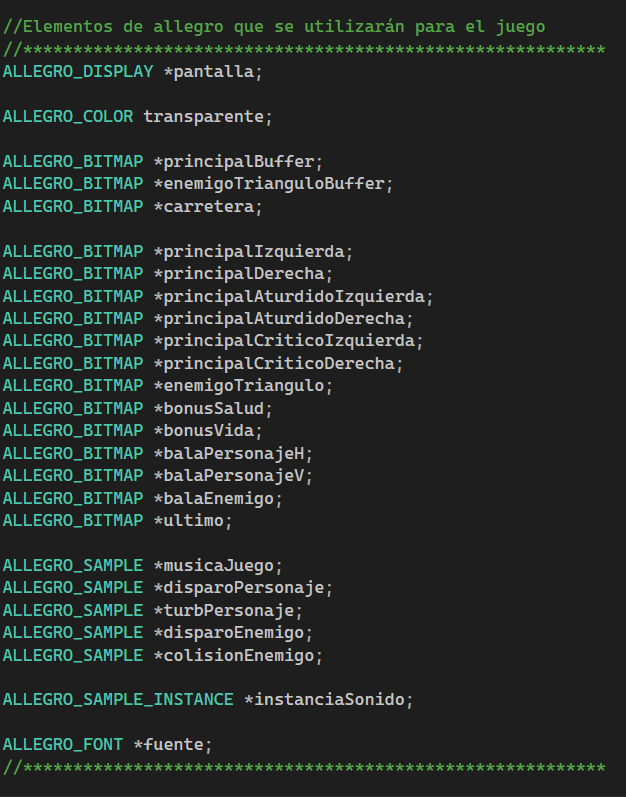 //Elementos de allegro que se utilizarán para el juego
//**********************************************************
ALLEGRO_DISPLAY *pantalla;
ALLEGRO_COLOR transparente;
ALLEGRO_BITMAP *principalBuffer;
ALLEGRO_BITMAP *enemigoTrianguloBuffer;
ALLEGRO_BITMAP *carretera;
ALLEGRO_BITMAP *principalIzquierda;
ALLEGRO_BITMAP *principalDerecha;
ALLEGRO_BITMAP *principalAturdidoIzquierda;
ALLEGRO_BITMAP *principalAturdidoDerecha;
ALLEGRO_BITMAP *principalCriticoIzquierda;
ALLEGRO_BITMAP *principalCriticoDerecha;
ALLEGRO_BITMAP *enemigoTriangulo;
ALLEGRO_BITMAP *bonusSalud;
ALLEGRO_BITMAP *bonusVida;
ALLEGRO_BITMAP *balaPersonajeH;
ALLEGRO_BITMAP *balaPersonajeV;
ALLEGRO_BITMAP *balaEnemigo;
ALLEGRO_BITMAP *ultimo;
ALLEGRO_SAMPLE *musicaJuego;
ALLEGRO_SAMPLE *disparoPersonaje;
ALLEGRO_SAMPLE *turbPersonaje;
ALLEGRO_SAMPLE *disparoEnemigo;
ALLEGRO_SAMPLE *colisionEnemigo;
ALLEGRO_SAMPLE_INSTANCE *instanciaSonido;
ALLEGRO_FONT *fuente;
//**********************************************************